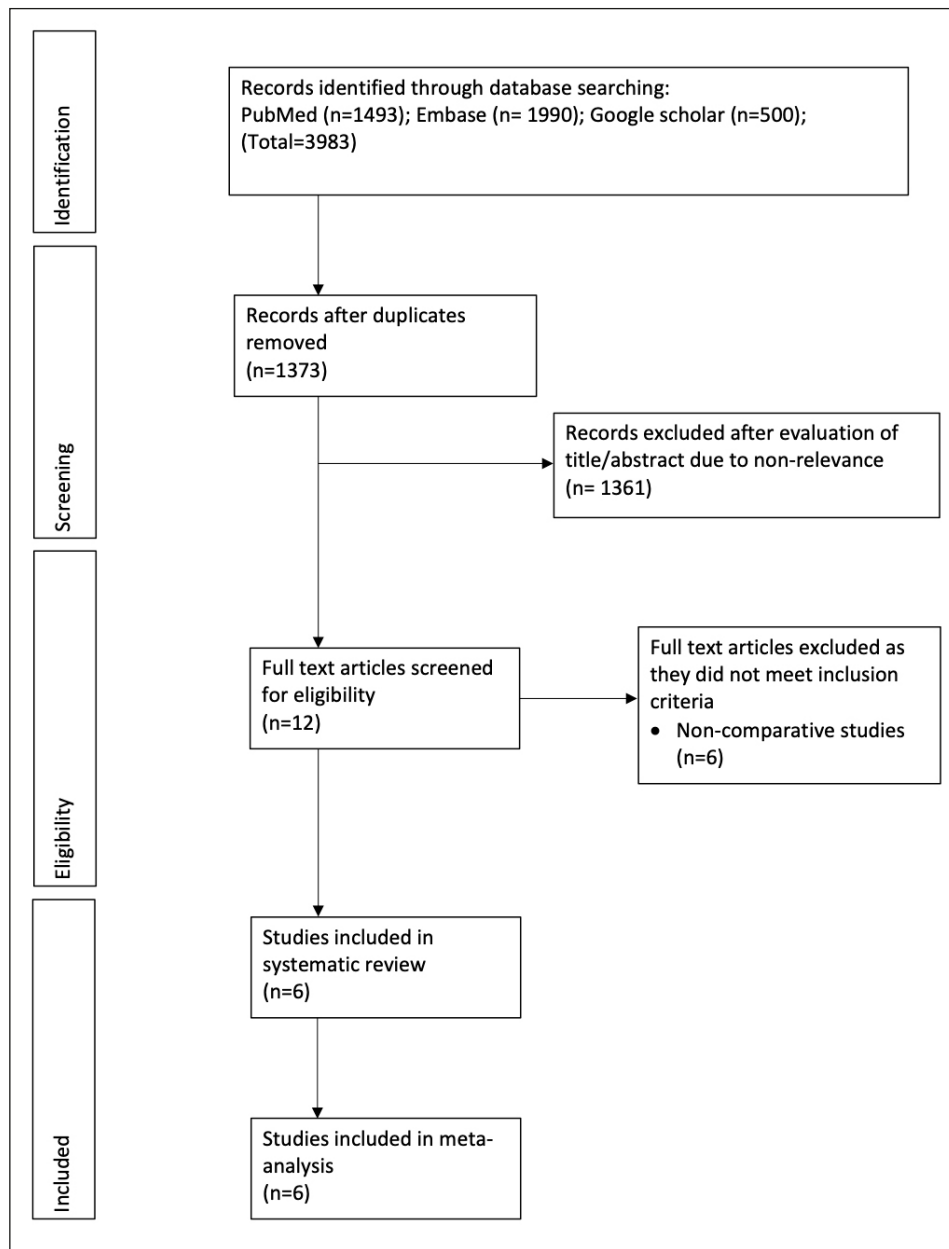 Identification
Records identified through database searching:
PubMed (n=1493); Embase (n= 1990); Google scholar (n=500);
(Total=3983)
Screening
Records after duplicates
removed
(n=1373)
Records excluded after evaluation of
title/abstract due to non-relevance
(n= 1361)
Eligibility
Full text articles screened
for eligibility
(n=12)
Full text articles excluded as
they did not meet inclusion
criteria
• Non-comparative studies
(n=6)
Included
Studies included in
systematic review
(n=6)
Studies included in meta-
analysis
(n=6)